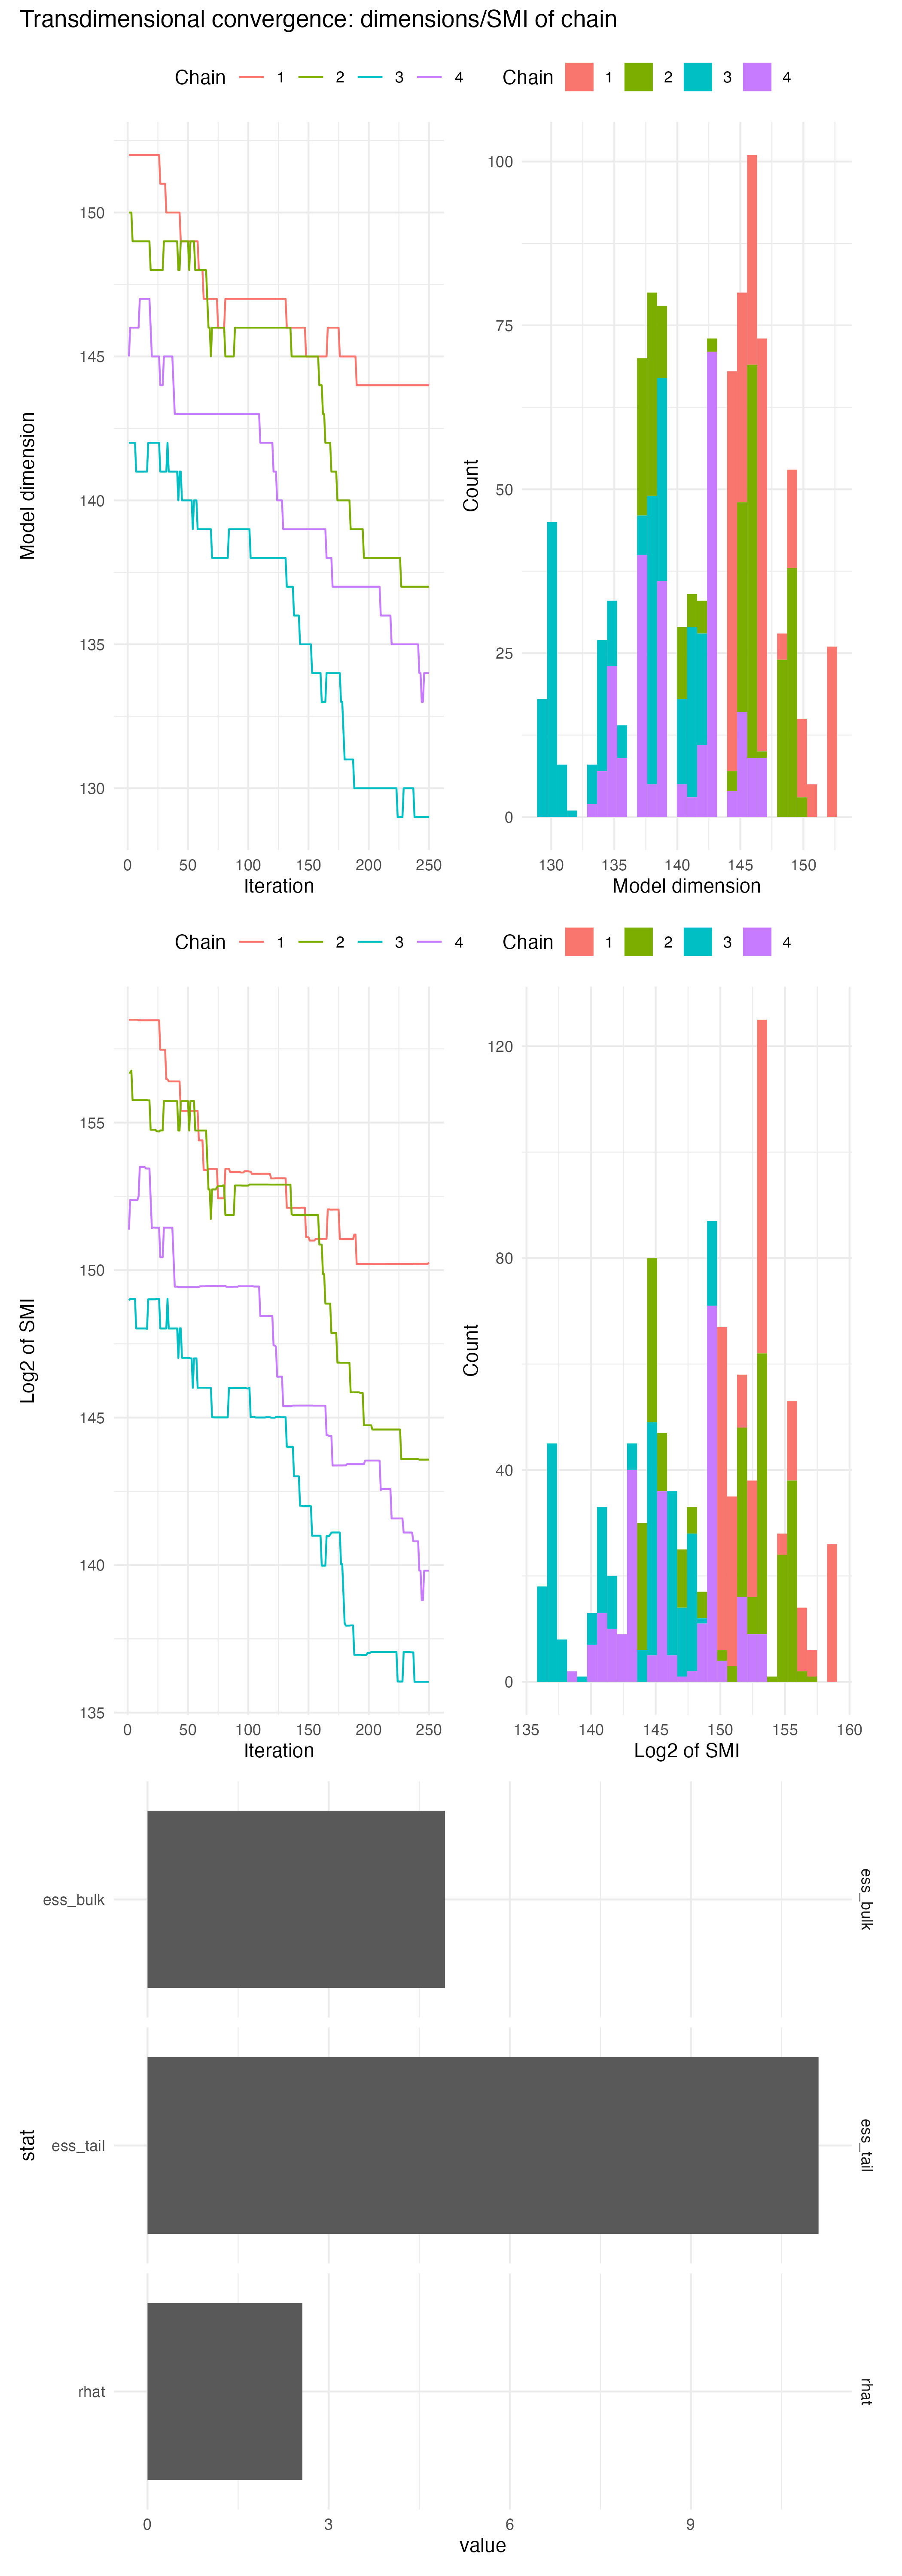 Transdimensional convergence: dimensions/SMI of chain
Chain 1 2 3 4
Chain 1 2 3 4
Model dimension
150
145
140
135
130
0 50 100 150 200 250
Iteration
Count
100
75
50
25
0
130 135 140 145 150
Model dimension
Chain 1 2 3 4
Chain 1 2 3 4
Log2 of SMI
155
150
145
140
135
0 50 100 150 200 250
Iteration
Count
120
80
40
0
135 140 145 150 155 160
Log2 of SMI
stat
ess_bulk
ess_bulk
ess_tail
ess_tail
rhat
rhat
0 3 6 9
value